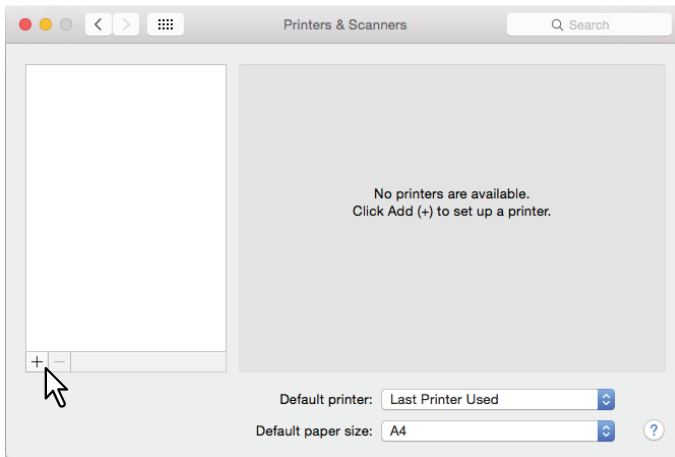 Printers & Scanners
Search
No printers are available.
Click Add (+) to set up a printer.
+ −
Default printer: Last Printer Used
Default paper size: A4 ?